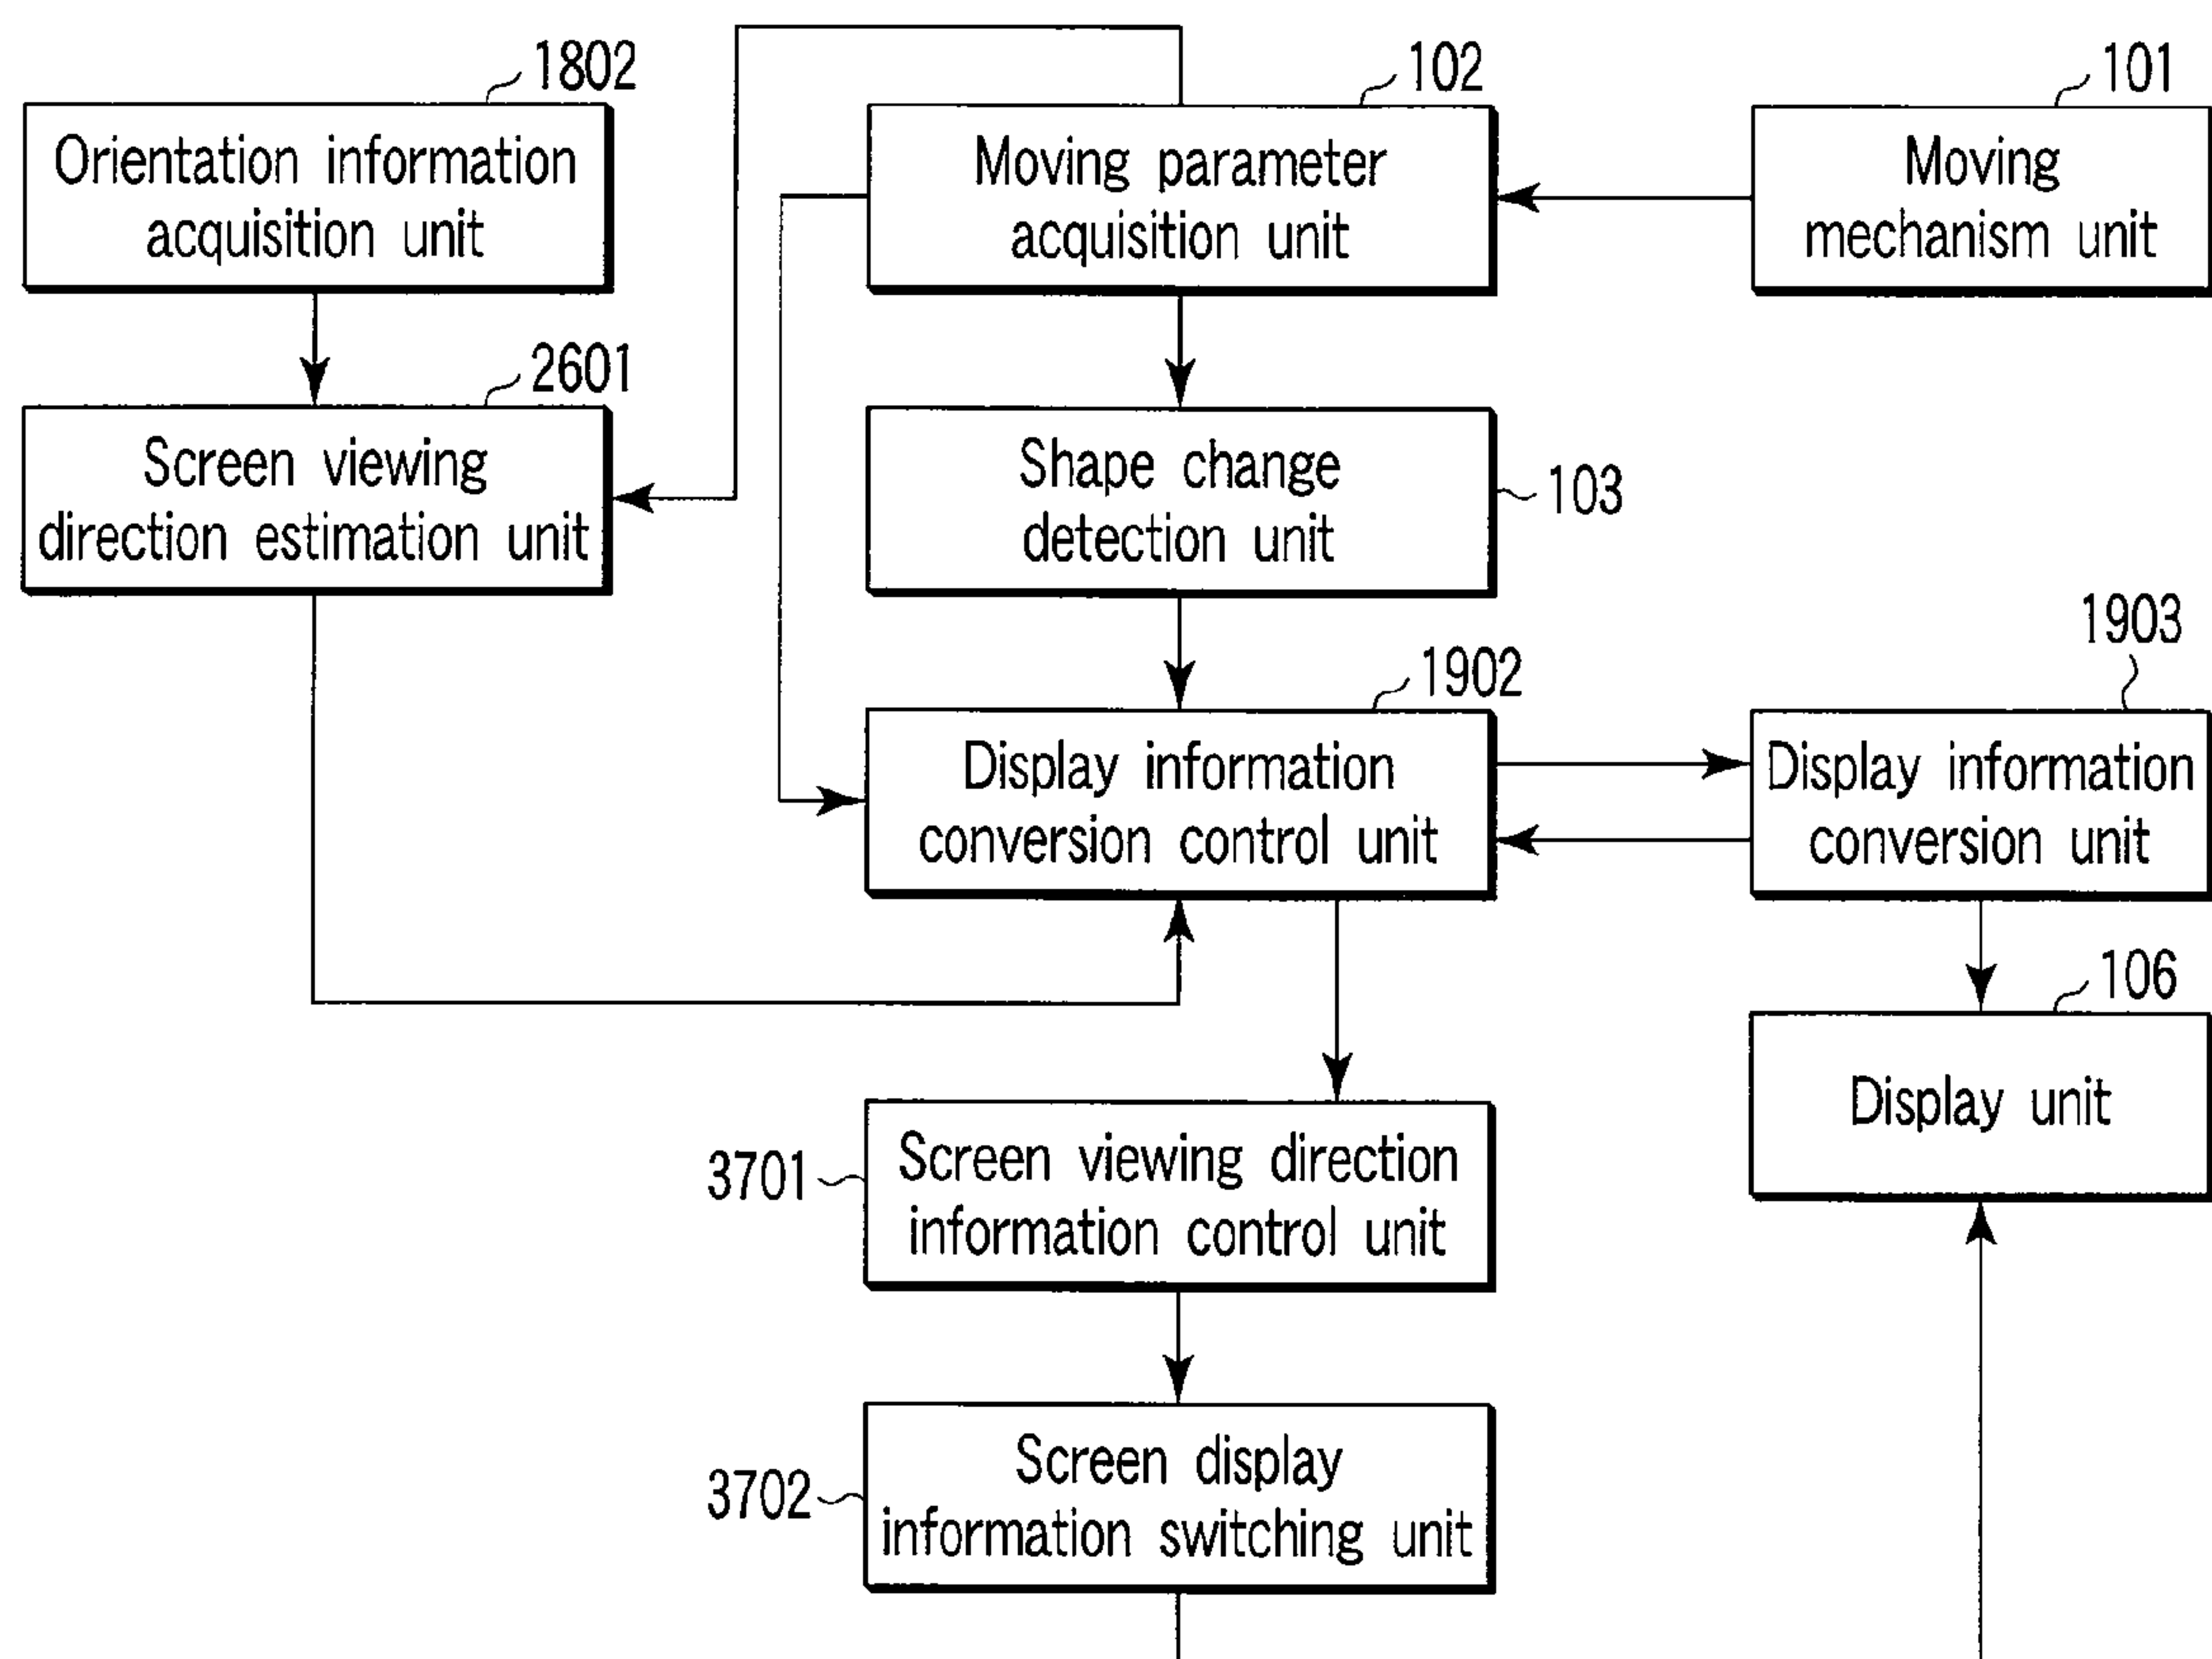 1802
Orientation information
acquisition unit
102
Moving parameter
acquisition unit
101
Moving
mechanism unit
2601
Screen viewing
direction estimation unit
Shape change
detection unit
103
1902
Display information
conversion control unit
1903
Display information
conversion unit
106
Display unit
3701
Screen viewing direction
information control unit
3702
Screen display
information switching unit